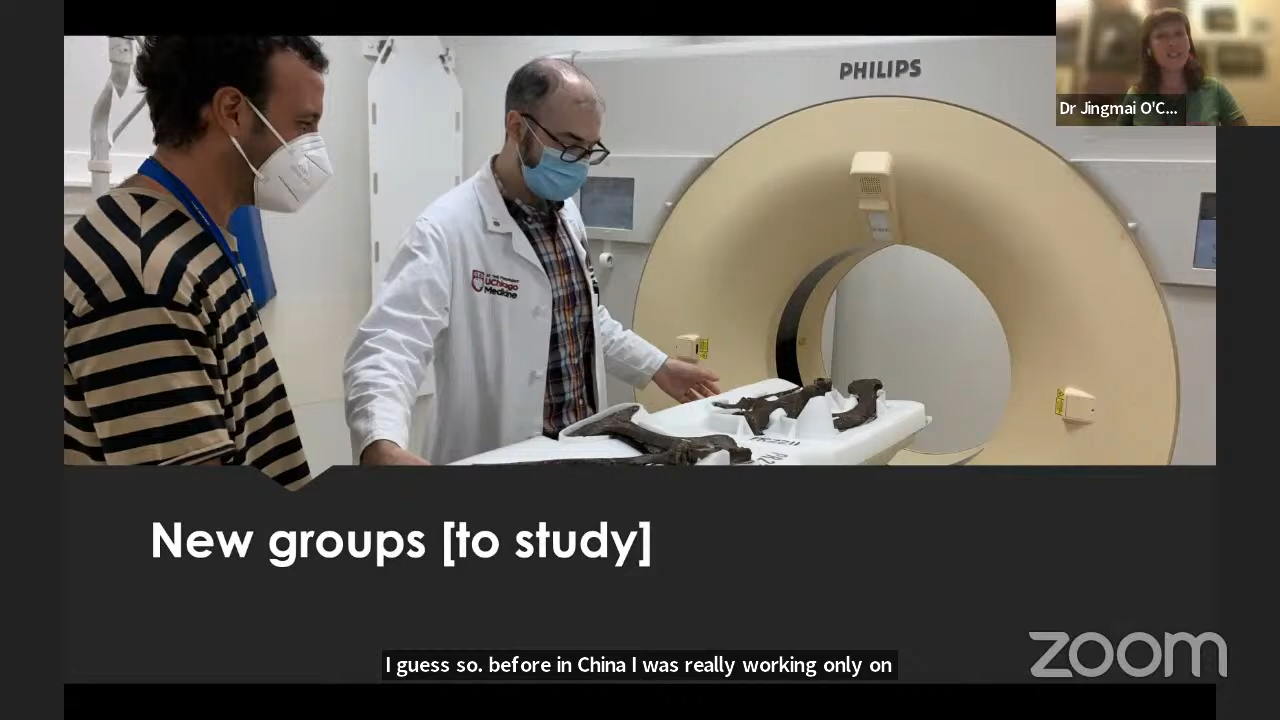 PHILIPS
Dr Jingmai O'C...
UChicago
Medicine
PR2211
New groups [to study]
zoom
I guess so. before in China I was really working only on